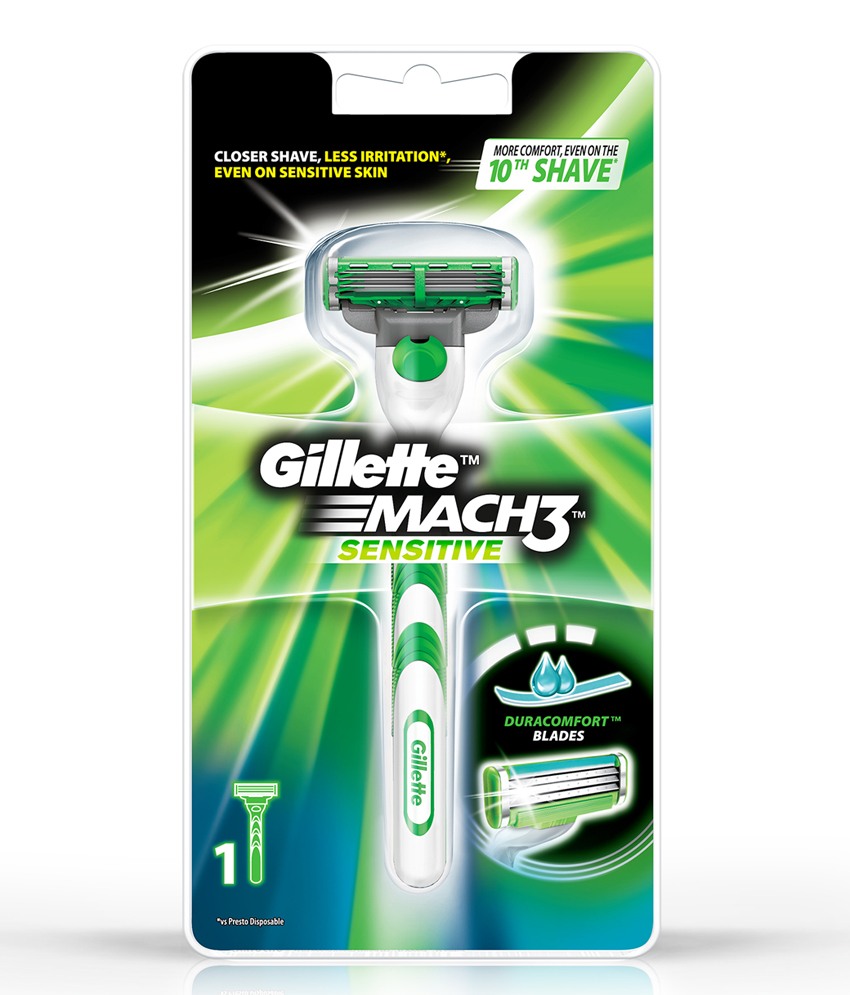 CLOSER SHAVE, LESS IRRITATION*,
EVEN ON SENSITIVE SKIN
MORE COMFORT, EVEN ON THE
10TH SHAVE*
Gillette™
MACH3™
SENSITIVE
DURACOMFORT™
BLADES
Gillette
1
*vs Presto Disposable